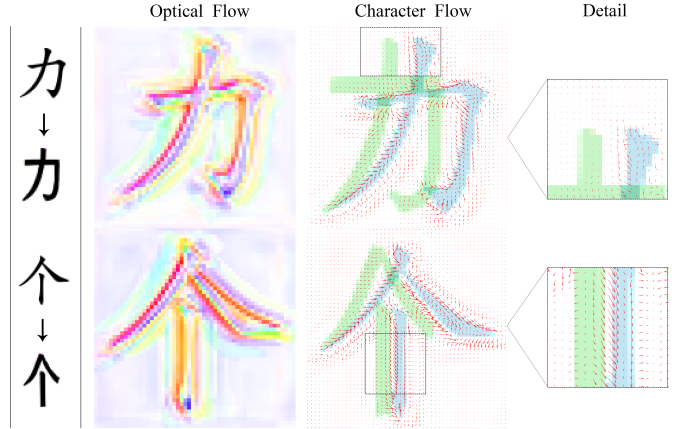 Optical Flow Character Flow Detail
力
↓
力
个
↓
个